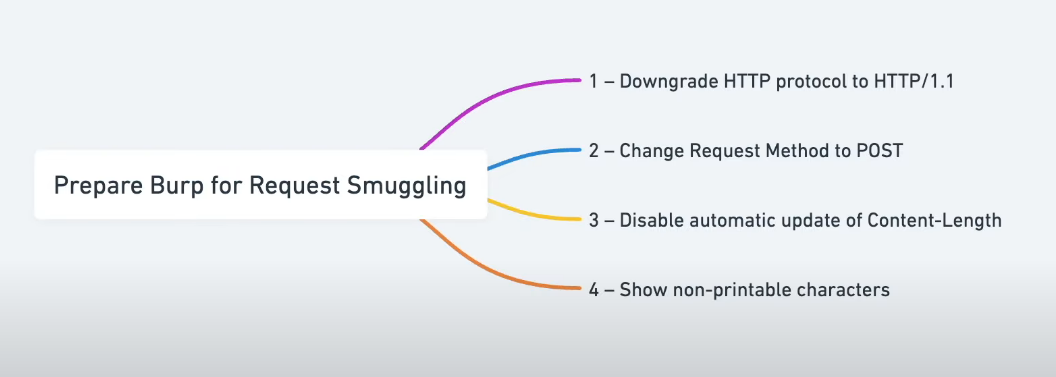 Prepare Burp for Request Smuggling
1 – Downgrade HTTP protocol to HTTP/1.1
2 – Change Request Method to POST
3 – Disable automatic update of Content-Length
4 – Show non-printable characters